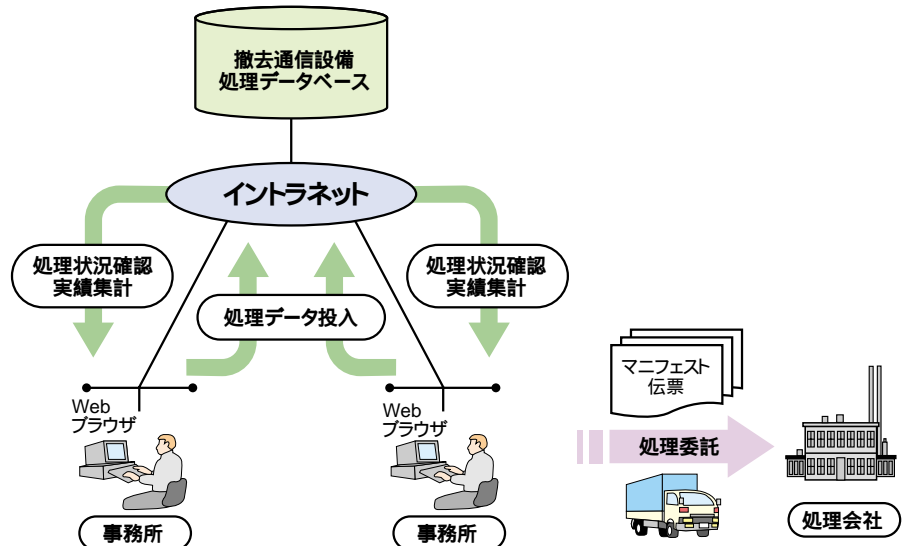 撤去通信設備
処理データベース
イントラネット
処理状況確認
実績集計
処理状況確認
実績集計
処理データ投入
Web
ブラウザ
Web
ブラウザ
事務所
事務所
マニフェスト
伝票
処理委託
処理会社